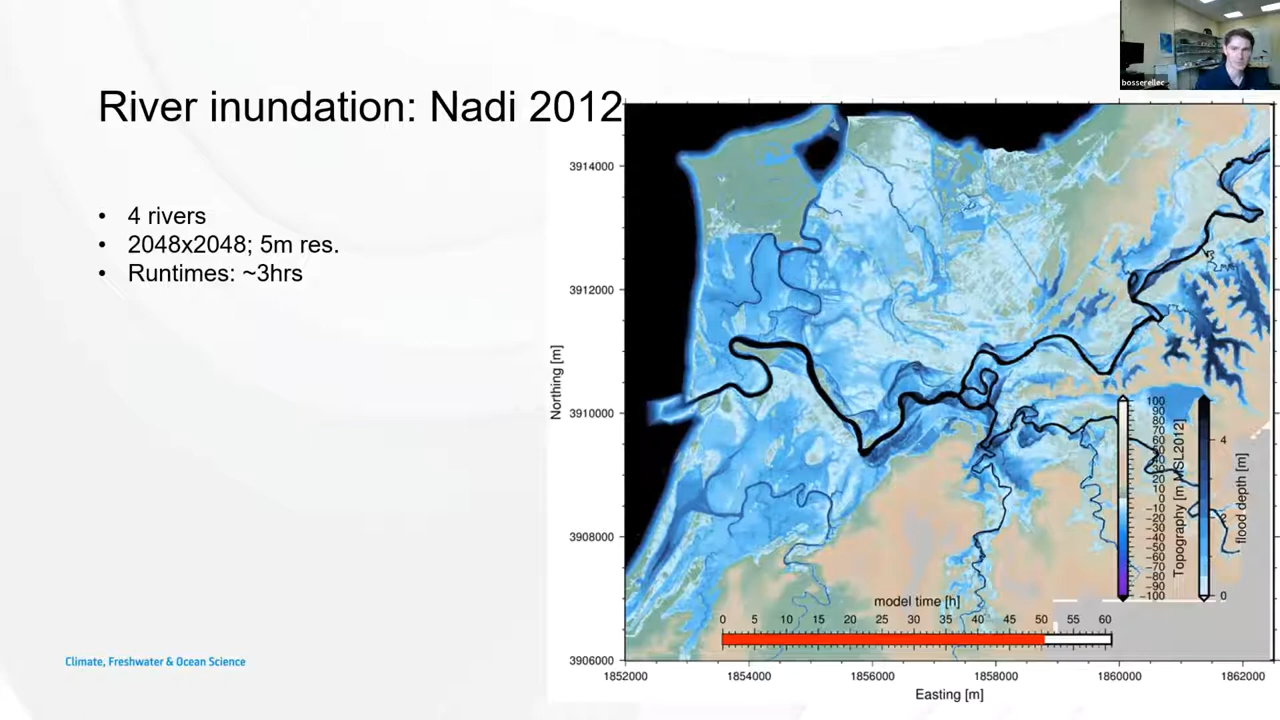 bosserellec
River inundation: Nadi 2012
• 4 rivers
• 2048x2048; 5m res.
• Runtimes: ~3hrs
3914000
3912000
3910000
3908000
3906000
Northing [m]
1852000 1854000 1856000 1858000 1860000 1862000
Easting [m]
model time [h]
0 5 10 15 20 25 30 35 40 45 50 55 60
100
90
80
70
60
50
40
30
20
10
0
−10
−20
−30
−40
−50
−60
−70
−80
−90
−100
Topography [m MSL2012]
4
2
0
flood depth [m]
Climate, Freshwater & Ocean Science